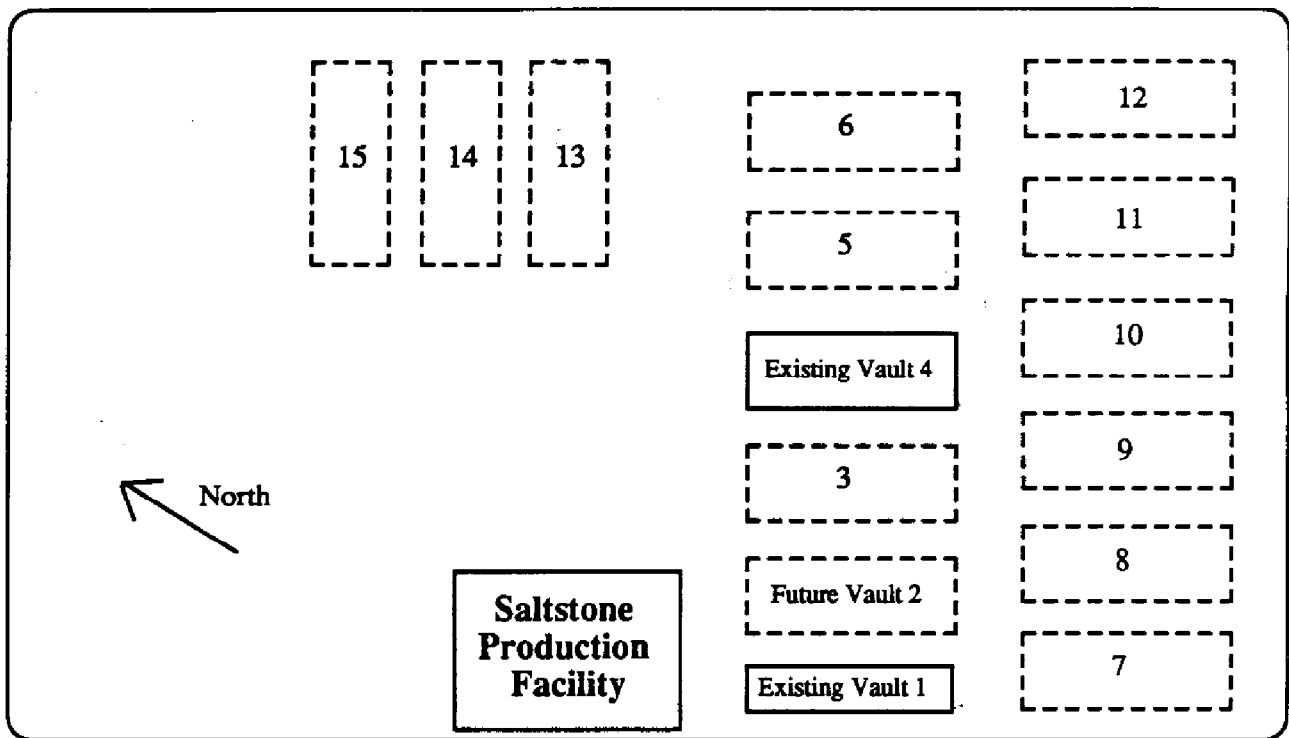 15
14
13
6
12
5
11
Existing Vault 4
10
3
9
North
Future Vault 2
8
Saltstone
Production
Facility
Existing Vault 1
7